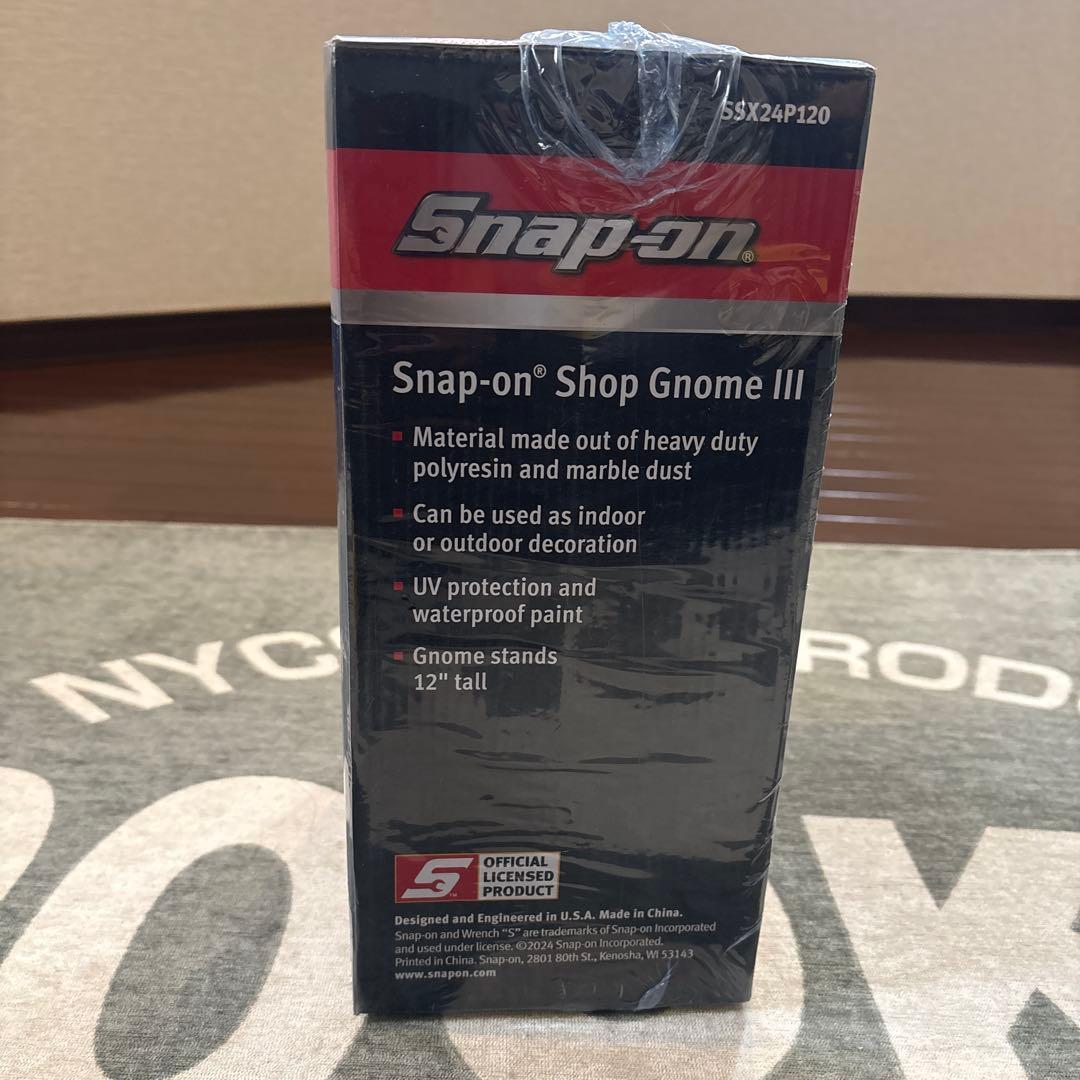 SSX24P120
Snap-on®
Snap-on® Shop Gnome III
Material made out of heavy duty
polyresin and marble dust
Can be used as indoor
or outdoor decoration
UV protection and
waterproof paint
Gnome stands
12" tall
S™
OFFICIAL
LICENSED
PRODUCT
Designed and Engineered in U.S.A. Made in China.
Snap-on and Wrench “S” are trademarks of Snap-on Incorporated
and used under license. ©2024 Snap-on Incorporated.
Printed in China. Snap-on, 2801 80th St., Kenosha, WI 53143
www.snapon.com